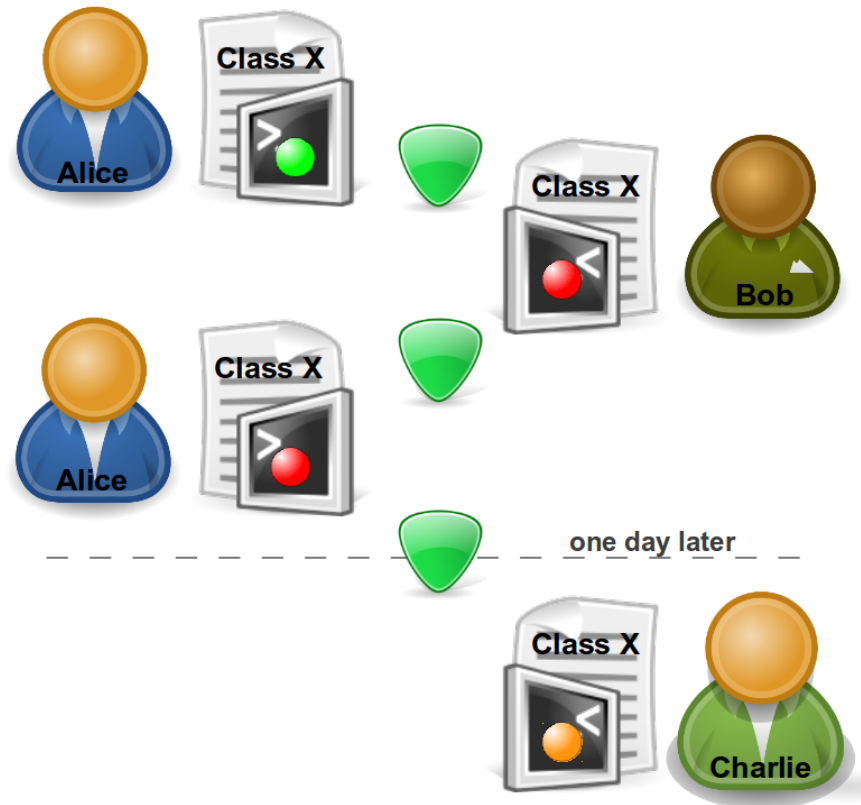 Class X
Alice
>
Class X
<
Bob
Class X
>
Alice
one day later
Class X
<
Charlie